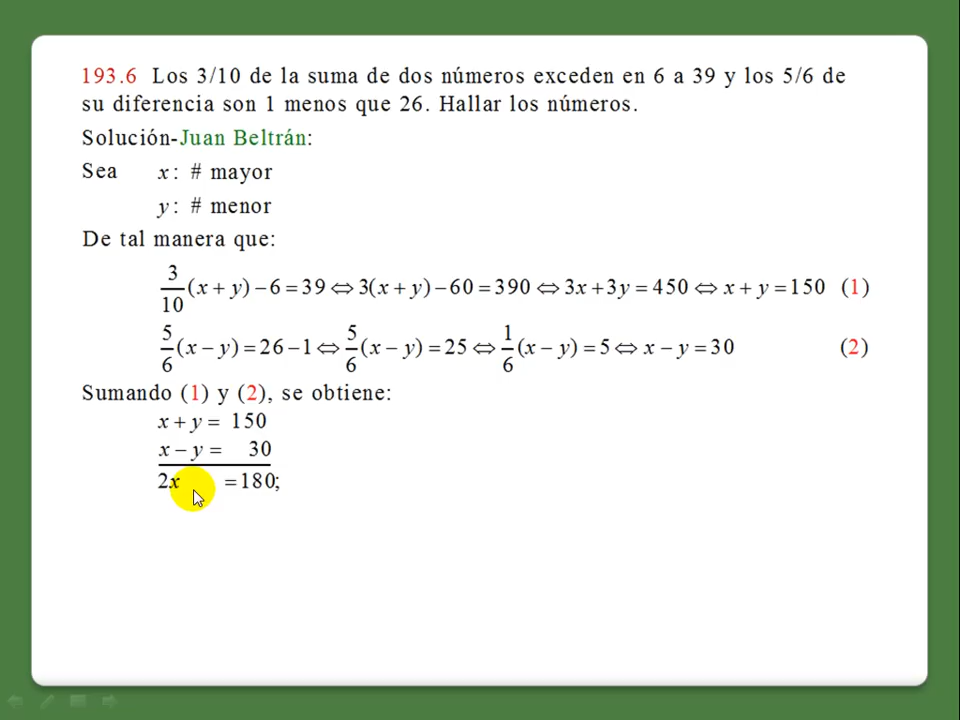 193.6 Los 3/10 de la suma de dos números exceden en 6 a 39 y los 5/6 de
su diferencia son 1 menos que 26. Hallar los números.
Solución-Juan Beltrán:
Sea x: # mayor
y: # menor
De tal manera que:
3/10 (x + y) – 6 = 39 ⇔ 3(x + y) – 60 = 390 ⇔ 3x + 3y = 450 ⇔ x + y = 150 (1)
5/6 (x – y) = 26 – 1 ⇔ 5/6 (x – y) = 25 ⇔ 1/6 (x – y) = 5 ⇔ x – y = 30 (2)
Sumando (1) y (2), se obtiene:
x + y = 150
x – y = 30
2x = 180;